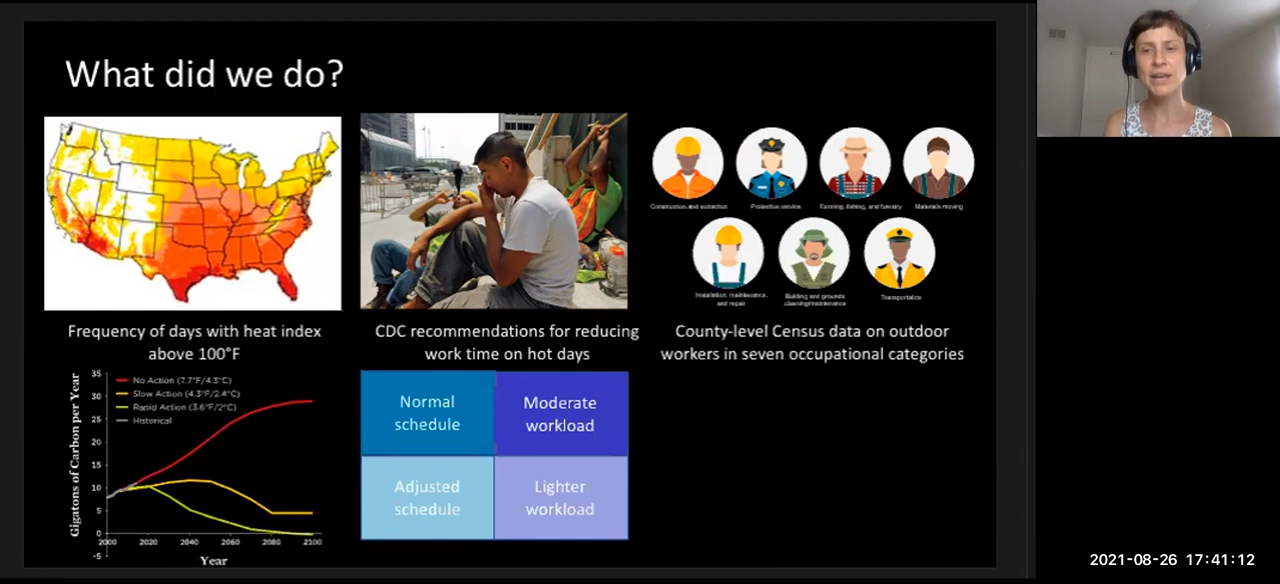 What did we do?
Construction and extraction
Protective service
Farming, fishing, and forestry
Materials moving
Installation, maintenance,
and repair
Building and grounds
cleaning/maintenance
Transportation
Frequency of days with heat index
above 100°F
CDC recommendations for reducing
work time on hot days
County-level Census data on outdoor
workers in seven occupational categories
Gigatons of Carbon per Year
35
30
25
20
15
10
5
0
-5
No Action (7.7°F/4.3°C)
Slow Action (4.3°F/2.4°C)
Rapid Action (3.6°F/2°C)
Historical
2000
2020
2040
2060
2080
2100
Year
Normal
schedule
Moderate
workload
Adjusted
schedule
Lighter
workload
2021-08-26 17:41:12